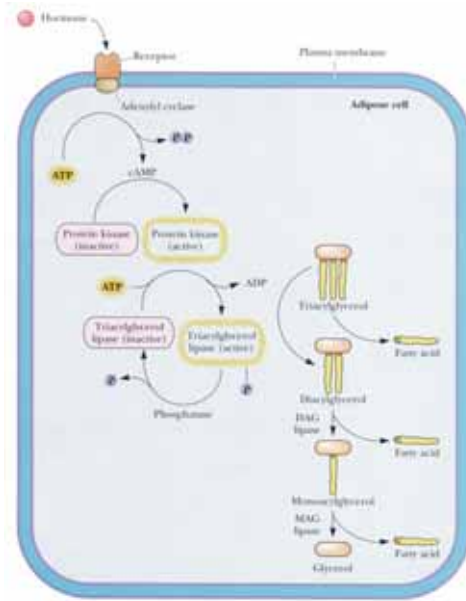 Hormone
Receptor
Plasma membrane
Adenylyl cyclase
Adipose cell
P P
ATP
cAMP
Protein kinase
(inactive)
Protein kinase
(active)
ATP
ADP
Triacylglycerol
lipase (inactive)
Triacylglycerol
lipase (active)
P
P
Phosphatase
Triacylglycerol
Fatty acid
Diacylglycerol
DAG
lipase
Fatty acid
Monoacylglycerol
MAG
lipase
Fatty acid
Glycerol